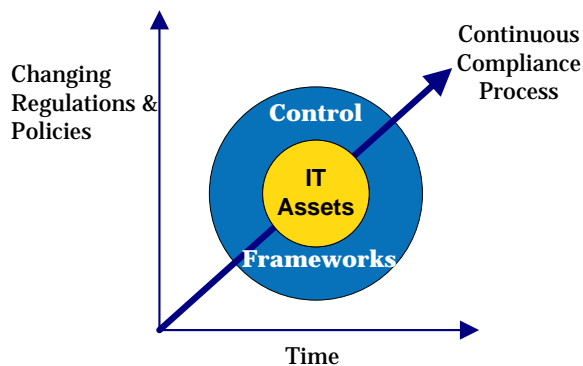 Continuous
Compliance
Process
Changing
Regulations &
Policies
Control
IT
Assets
Frameworks
Time